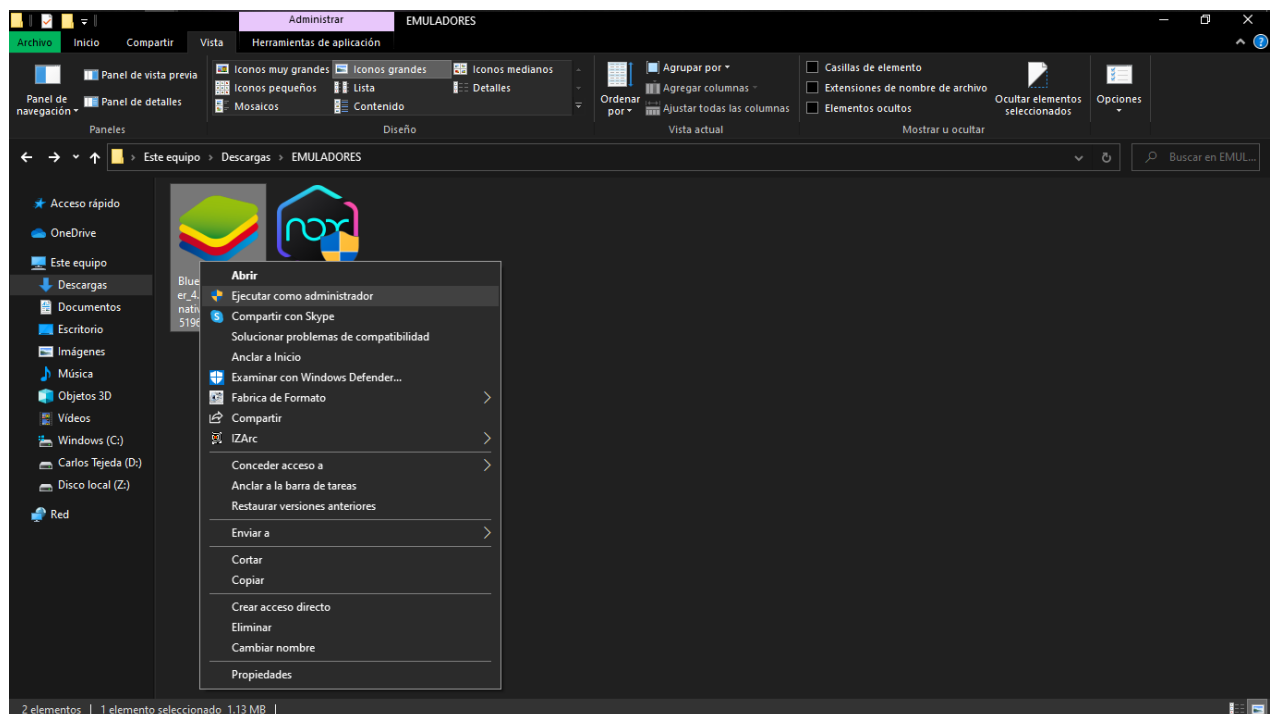 Administrar
EMULADORES
Archivo Inicio Compartir Vista Herramientas de aplicación
Panel de navegación
Panel de vista previa
Panel de detalles
Paneles
Iconos muy grandes Iconos grandes Iconos medianos
Iconos pequeños Lista Detalles
Mosaicos Contenido
Diseño
Ordenar por
Agrupar por
Agregar columnas
Ajustar todas las columnas
Vista actual
Casillas de elemento
Extensiones de nombre de archivo
Elementos ocultos
Ocultar elementos seleccionados
Mostrar u ocultar
Opciones
Este equipo > Descargas > EMULADORES
Buscar en EMUL...
Acceso rápido
OneDrive
Este equipo
Descargas
Documentos
Escritorio
Imágenes
Música
Objetos 3D
Vídeos
Windows (C:)
Carlos Tejeda (D:)
Disco local (Z:)
Red
nox
Blue
er_4.
nativ
5196
Abrir
Ejecutar como administrador
Compartir con Skype
Solucionar problemas de compatibilidad
Anclar a Inicio
Examinar con Windows Defender...
Fabrica de Formato
Compartir
IZArc
Conceder acceso a
Anclar a la barra de tareas
Restaurar versiones anteriores
Enviar a
Cortar
Copiar
Crear acceso directo
Eliminar
Cambiar nombre
Propiedades
2 elementos | 1 elemento seleccionado 1.13 MB |